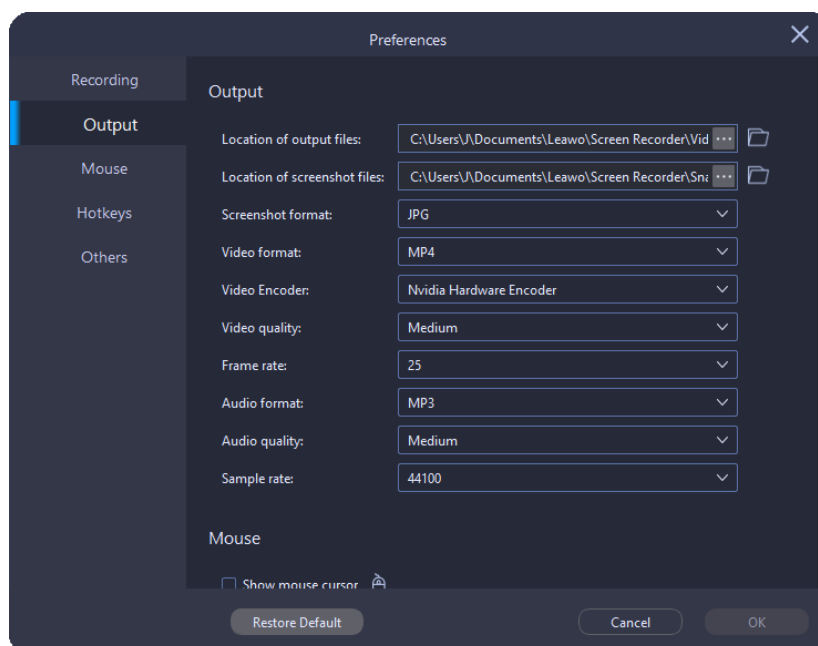 Preferences
Recording
Output
Mouse
Hotkeys
Others
Output
Location of output files: C:\Users\J\Documents\Leawo\Screen Recorder\Vid ...
Location of screenshot files: C:\Users\J\Documents\Leawo\Screen Recorder\Sna ...
Screenshot format: JPG
Video format: MP4
Video Encoder: Nvidia Hardware Encoder
Video quality: Medium
Frame rate: 25
Audio format: MP3
Audio quality: Medium
Sample rate: 44100
Mouse
Show mouse cursor
Restore Default Cancel OK